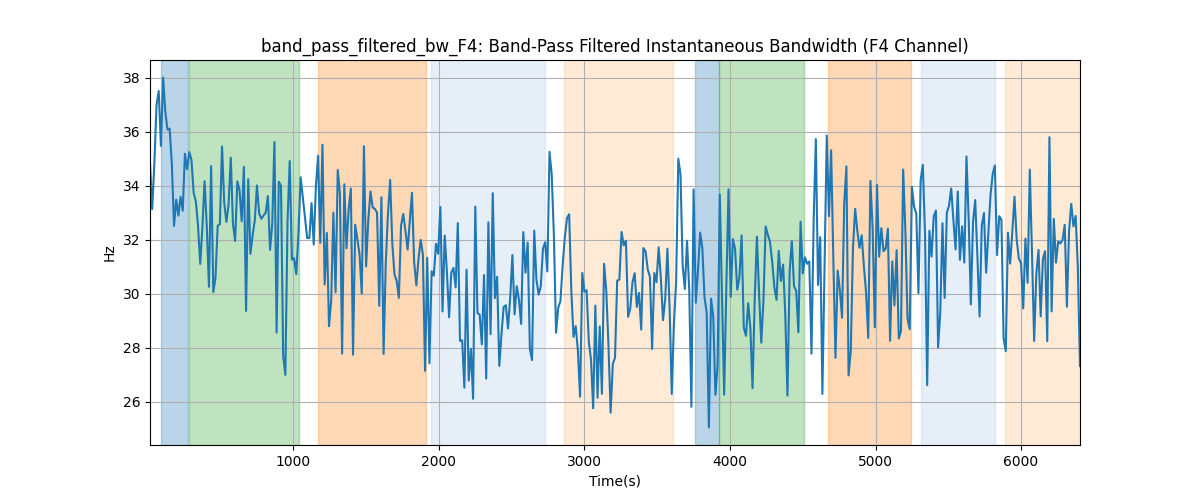 band_pass_filtered_bw_F4: Band-Pass Filtered Instantaneous Bandwidth (F4 Channel)
38
36
34
32
30
28
26
Hz
1000 2000 3000 4000 5000 6000
Time(s)